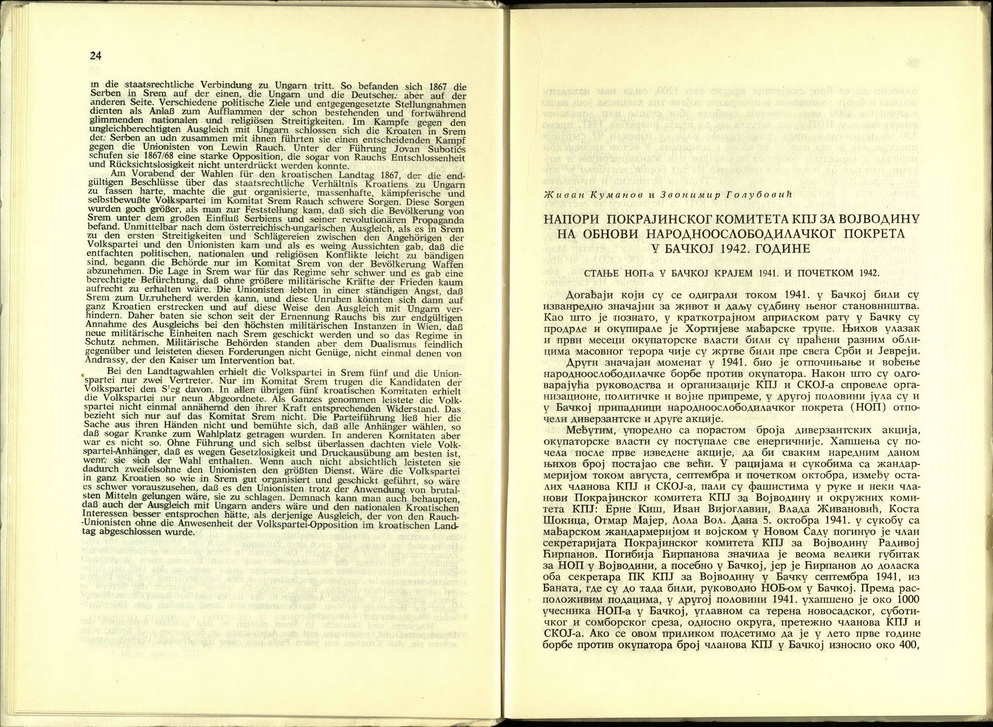 24
in die staatsrechtliche Verbindung zu Ungarn tritt. So befanden sich 1867 die
Serben in Srem auf der einen, die Ungarn und die Deutschen aber auf der
anderen Seite. Verschiedene politische Ziele und entgegengesetzte Stellungnahmen
dienten als Anlaß zum Aufflammen der schon bestehenden und fortwährend
glimmenden nationalen und religiösen Streitigkeiten. Im Kampfe gegen den
ungleichberechtigten Ausgleich mit Ungarn schlossen sich die Kroaten in Srem
der Serben an udn zusammen mit ihnen führten sie einen entscheidenden Kampf
gegen die Unionisten von Lewin Rauch. Unter der Führung Jovan Subotićs
schufen sie 1867/68 eine starke Opposition, die sogar von Rauchs Entschlossenheit
und Rücksichtslosigkeit nicht unterdrückt werden konnte.
Am Vorabend der Wahlen für den kroatischen Landtag 1867, der die end-
gültigen Beschlüsse über das staatsrechtliche Verhältnis Kroatiens zu Ungarn
zu fassen harte, machte die gut organisierte, massenhafte, kämpferische und
selbstbewußte Volkspartei im Komitat Srem Rauch schwere Sorgen. Diese Sorgen
wurden doch größer, als man zur Feststellung kam, daß sich die Bevölkerung von
Srem unter dem großen Einfluß Serbiens und seiner revolutionären Propaganda
befand. Unmittelbar nach dem österreichisch-ungarischen Ausgleich, als es in Srem
zu den ersten Streitigkeiten und Schlägereien zwischen den Angehörigen der
Volkspartei und den Unionisten kam und als es weing Aussichten gab, daß die
entfachten politischen, nationalen und religiösen Konflikte leicht zu bändigen
sind, begann die Behörde nur im Komitat Srem von der Bevölkerung Waffen
abzunehmen. Die Lage in Srem war für das Regime sehr schwer und es gab eine
berechtigte Befürchtung, daß ohne größere militärische Kräfte der Frieden kaum
aufrecht zu erhalten wäre. Die Unionisten lebten in einer ständigen Angst, daß
Srem zum Unruheherd werden kann, und diese Unruhen könnten sich dann auf
ganz Kroatien erstrecken und auf diese Weise den Ausgleich mit Ungarn ver-
hindern. Daher baten sie schon seit der Ernennung Rauchs bis zur endgültigen
Annahme des Ausgleichs bei den höchsten militärischen Instanzen in Wien, daß
neue militärische Einheiten nach Srem geschickt werden und so das Regime in
Schutz nehmen. Militärische Behörden standen aber dem Dualismus feindlich
gegenüber und leisteten diesen Forderungen nicht Genüge, nicht einmal denen von
Andrassy, der den Kaiser um Intervention bat.
Bei den Landtagwahlen erhielt die Volkspartei in Srem fünf und die Union-
spartei nur zwei Vertreter. Nur im Komitat Srem trugen die Kandidaten der
Volkspartei den Sieg davon. In allen übrigen fünf kroatischen Komitaten erhielt
die Volkspartei nur neun Abgeordnete. Als Ganzes genommen leistete die Volk-
spartei nicht einmal annähernd den ihrer Kraft entsprechenden Widerstand. Das
bezieht sich nur auf das Komitat Srem nicht. Die Parteiführung ließ hier die
Sache aus ihren Händen nicht und bemühte sich, daß alle Anhänger wählen, so
daß sogar Kranke zum Wahlplatz getragen wurden. In anderen Komitaten aber
war es nicht so. Ohne Führung und sich selbst überlassen dachten viele Volk-
spartei-Anhänger, daß es wegen Gesetzlosigkeit und Druckausübung am besten ist,
wenn sie sich der Wahl enthalten. Wenn auch nicht absichtlich leisteten sie
dadurch zweifelsohne den Unionisten den größten Dienst. Wäre die Volkspartei
in ganz Kroatien so wie in Srem gut organisiert und geschickt geführt, so wäre
es schwer vorauszusehen, daß es den Unionisten trotz der Anwendung von brutal-
sten Mitteln gelungen wäre, sie zu schlagen. Demnach kann man auch behaupten,
daß auch der Ausgleich mit Ungarn anders wäre und den nationalen Kroatischen
Interessen besser entsprochen hätte, als derjenige Ausgleich, der von den Rauch-
-Unionisten ohne die Anwesenheit der Volkspartei-Opposition im kroatischen Land-
tag abgeschlossen wurde.
Живан Куманов и Звонимир Голубовић
НАПОРИ ПОКРАЈИНСКОГ КОМИТЕТА КПЈ ЗА ВОЈВОДИНУ
НА ОБНОВИ НАРОДНООСЛОБОДИЛАЧКОГ ПОКРЕТА
У БАЧКОЈ 1942. ГОДИНЕ
СТАЊЕ НОП-а У БАЧКОЈ КРАЈЕМ 1941. И ПОЧЕТКОМ 1942.
Догађаји који су се одиграли током 1941. у Бачкој били су
изванредно значајни за живот и даљу судбину њеног становништва.
Као што је познато, у краткотрајном априлском рату у Бачку су
продрле и окупирале је Хортијеве мађарске трупе. Њихов улазак
и први месеци окупаторске власти били су праћени разним обли-
цима масовног терора чије су жртве били пре свега Срби и Јевреји.
Други значајан моменат у 1941. био је отпочињање и вођење
народноослободилачке борбе против окупатора. Након што су одго-
варајућа руководства и организације КПЈ и СКОЈ-а спровеле орга-
низационе, политичке и војне припреме, у другој половини јула су и
у Бачкој припадници народноослободилачког покрета (НОП) отпо-
чели диверзантске и друге акције.
Међутим, упоредно са порастом броја диверзантских акција,
окупаторске власти су поступале све енергичније. Хапшења су по-
чела после прве изведене акције, да би сваким наредним даном
њихов број постајао све већи. У рацијама и сукобима са жандар-
меријом током августа, септембра и почетком октобра, између оста-
лих чланова КПЈ и СКОЈ-а, пали су фашистима у руке и неки чла-
нови Покрајинског комитета КПЈ за Војводину и окружних коми-
тета КПЈ: Ерне Киш, Иван Вијоглавин, Влада Живановић, Коста
Шокица, Отмар Мајер, Лола Вол. Дана 5. октобра 1941. у сукобу са
мађарском жандармеријом и војском у Новом Саду погинуо је члан
секретаријата Покрајинског комитета КПЈ за Војводину Радивој
Ћирпанов. Погибија Ћирпанова значила је веома велики губитак
за НОП у Војводини, а посебно у Бачкој, јер је Ћирпанов до доласка
оба секретара ПК КПЈ за Војводину у Бачку септембра 1941, из
Баната, где су до тада били, руководио НОБ-ом у Бачкој. Према рас-
положивим подацима, у другој половини 1941. ухапшено је око 1000
учесника НОП-а у Бачкој, углавном са терена новосадског, суботи-
чког и сомборског среза, односно округа, претежно чланова КПЈ и
СКОЈ-а. Ако се овом приликом подсетимо да је у лето прве године
борбе против окупатора број чланова КПЈ у Бачкој износио око 400,